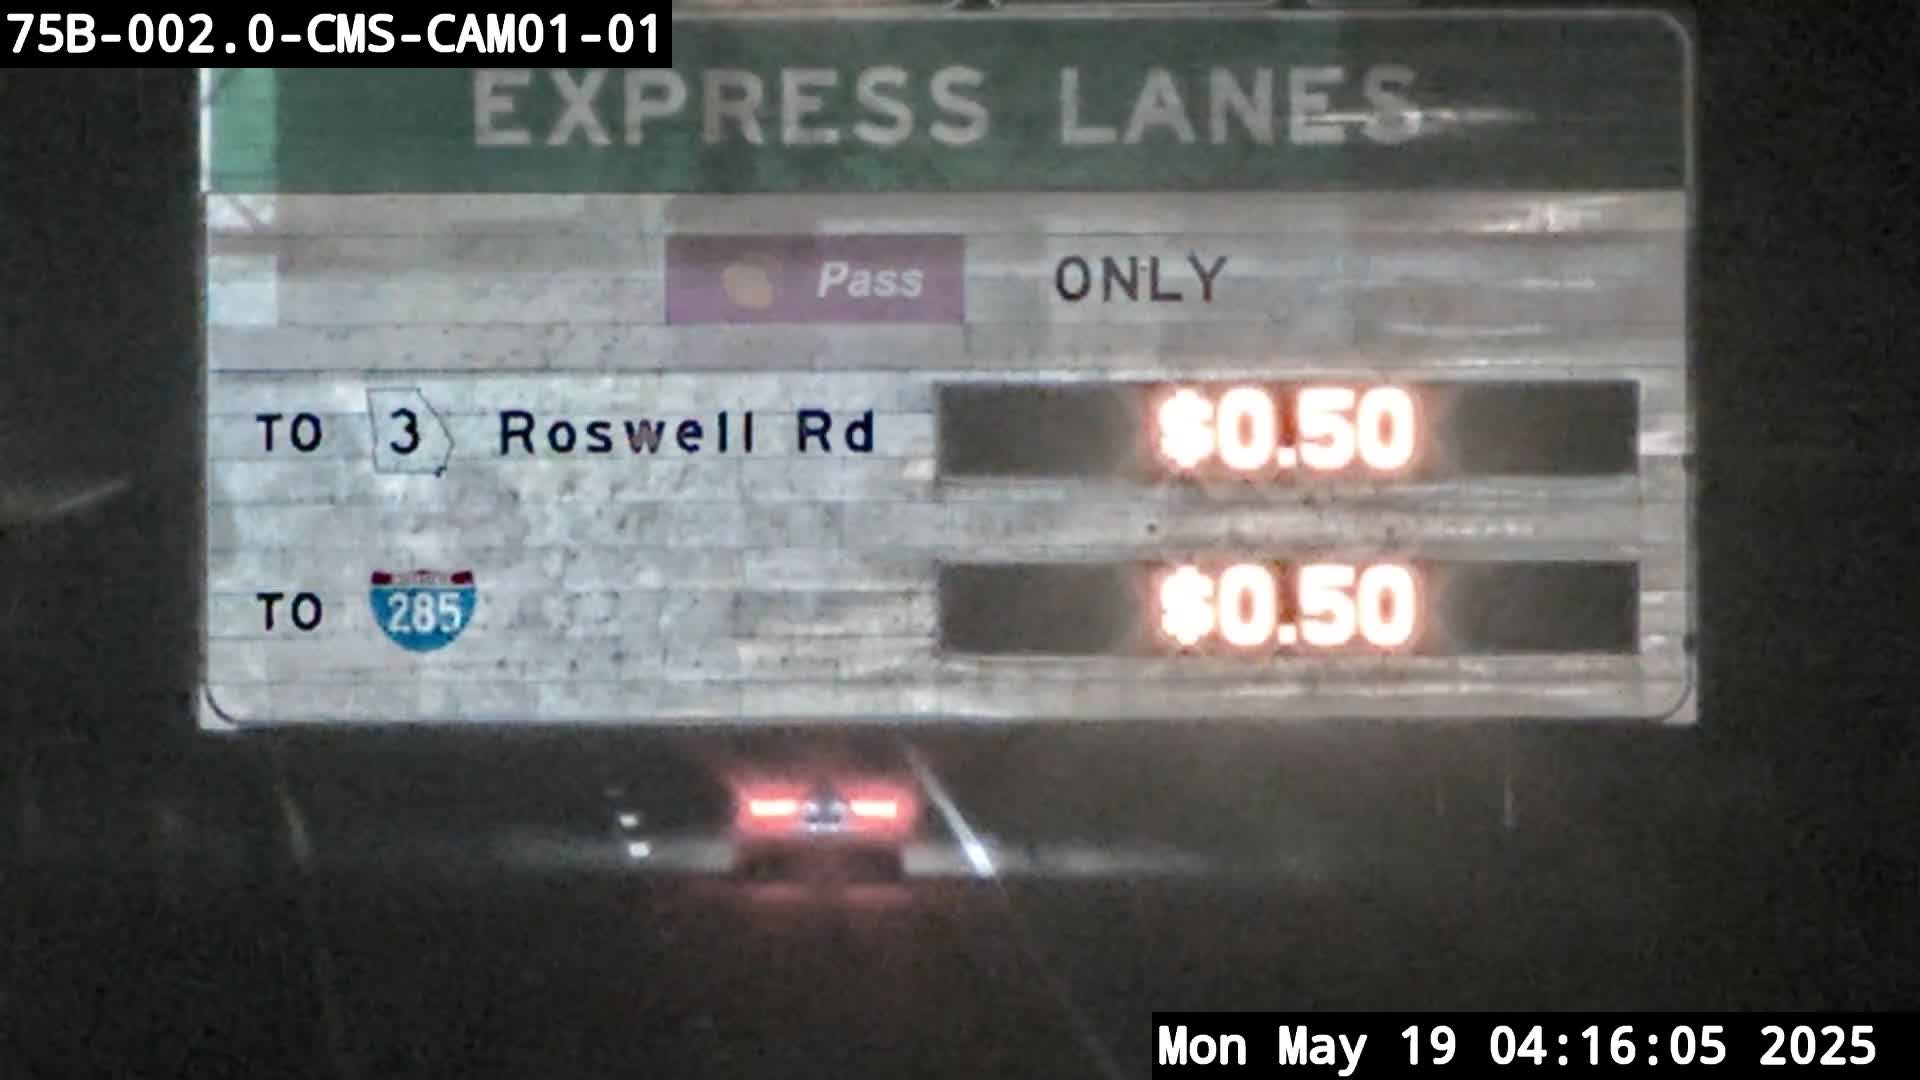 75B-002.0-CMS-CAM01-01
EXPRESS LANES
Pass ONLY
TO 3 Roswell Rd $0.50
TO 285 $0.50
Mon May 19 04:16:05 2025